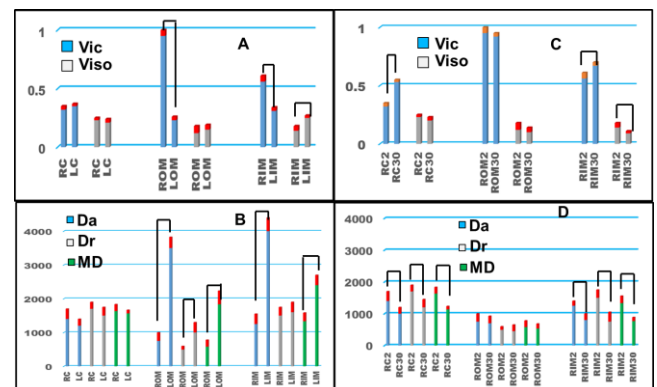 A
Vic
Viso
1
0.5
0
RC LC RC LC ROM LOM ROM LOM RIM LIM RIM LIM
C
Vic
Viso
1
0.5
0
RC2 RC30 RC2 RC30 ROM2 ROM30 ROM2 ROM30 RIM2 RIM30 RIM2 RIM30
B
Da
Dr
MD
4000
3000
2000
1000
0
RC LC RC LC RC LC ROM LOM ROM LOM ROM LOM RIM LIM RIM LIM RIM LIM
D
Da
Dr
MD
4000
3000
2000
1000
0
RC2 RC30 RC2 RC30 RC2 RC30 ROM2 ROM30 ROM2 ROM30 ROM2 ROM30 RIM2 RIM30 RIM2 RIM30 RIM2 RIM30